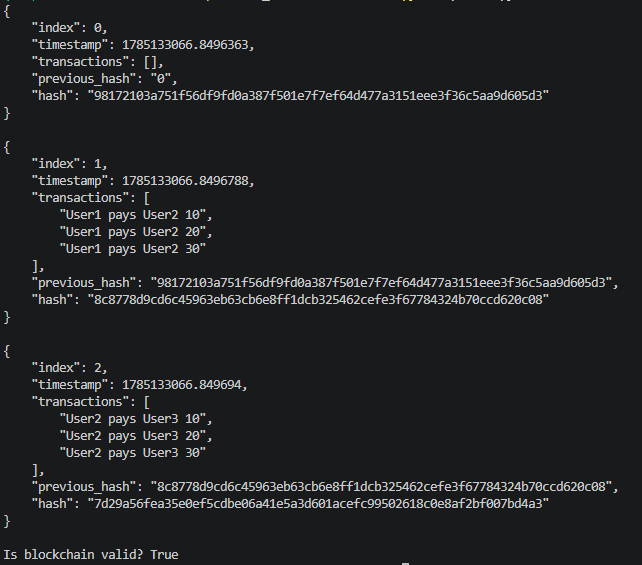 {
    "index": 0,
    "timestamp": 1785133066.8496363,
    "transactions": [],
    "previous_hash": "0",
    "hash": "98172103a751f56df9fd0a387f501e7f7ef64d477a3151eee3f36c5aa9d605d3"
}

{
    "index": 1,
    "timestamp": 1785133066.8496788,
    "transactions": [
        "User1 pays User2 10",
        "User1 pays User2 20",
        "User1 pays User2 30"
    ],
    "previous_hash": "98172103a751f56df9fd0a387f501e7f7ef64d477a3151eee3f36c5aa9d605d3",
    "hash": "8c8778d9cd6c45963eb63cb6e8ff1dcb325462cefe3f67784324b70ccd620c08"
}

{
    "index": 2,
    "timestamp": 1785133066.849694,
    "transactions": [
        "User2 pays User3 10",
        "User2 pays User3 20",
        "User2 pays User3 30"
    ],
    "previous_hash": "8c8778d9cd6c45963eb63cb6e8ff1dcb325462cefe3f67784324b70ccd620c08",
    "hash": "7d29a56fea35e0ef5cdbe06a41e5a3d601acefc99502618c0e8af2bf007bd4a3"
}

Is blockchain valid? True